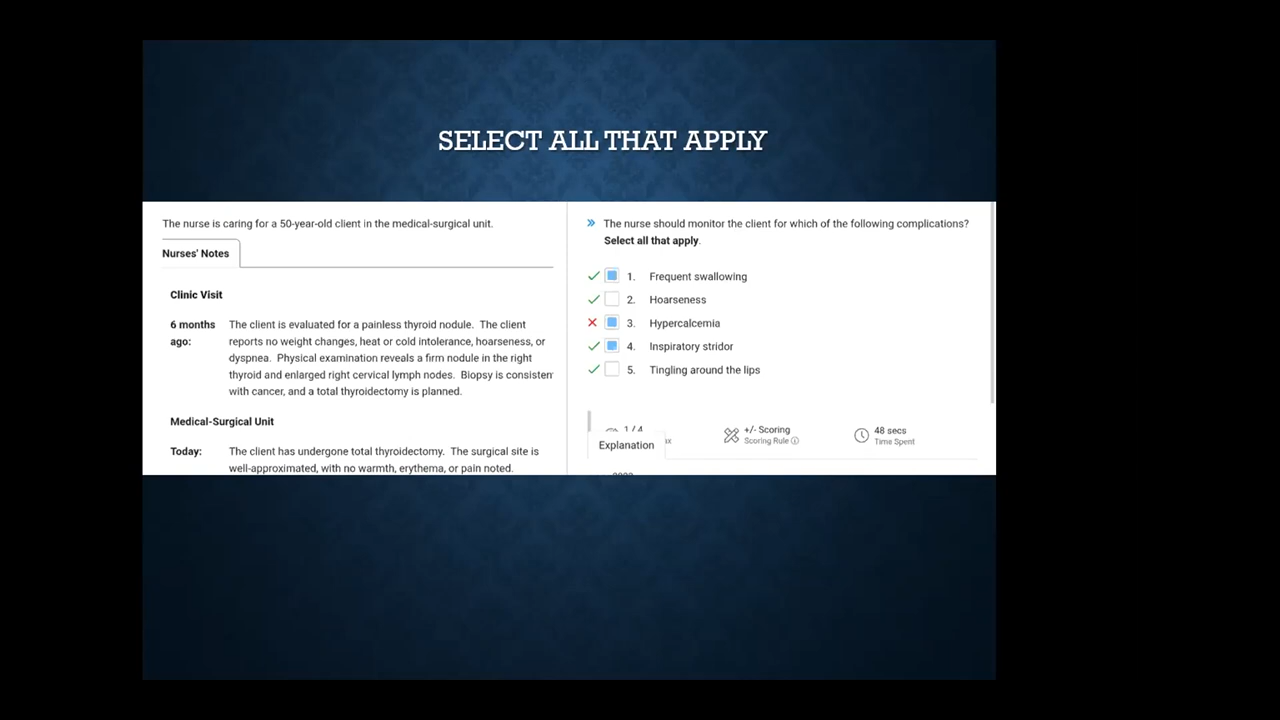 SELECT ALL THAT APPLY
The nurse is caring for a 50-year-old client in the medical-surgical unit.
Nurses' Notes
Clinic Visit
6 months ago:
The client is evaluated for a painless thyroid nodule. The client
reports no weight changes, heat or cold intolerance, hoarseness, or
dyspnea. Physical examination reveals a firm nodule in the right
thyroid and enlarged right cervical lymph nodes. Biopsy is consisten
with cancer, and a total thyroidectomy is planned.
Medical-Surgical Unit
Today:
The client has undergone total thyroidectomy. The surgical site is
well-approximated, with no warmth, erythema, or pain noted.
The nurse should monitor the client for which of the following complications?
Select all that apply.
1. Frequent swallowing
2. Hoarseness
3. Hypercalcemia
4. Inspiratory stridor
5. Tingling around the lips
1 / 4
+/- Scoring
Scoring Rule
48 secs
Time Spent
Explanation